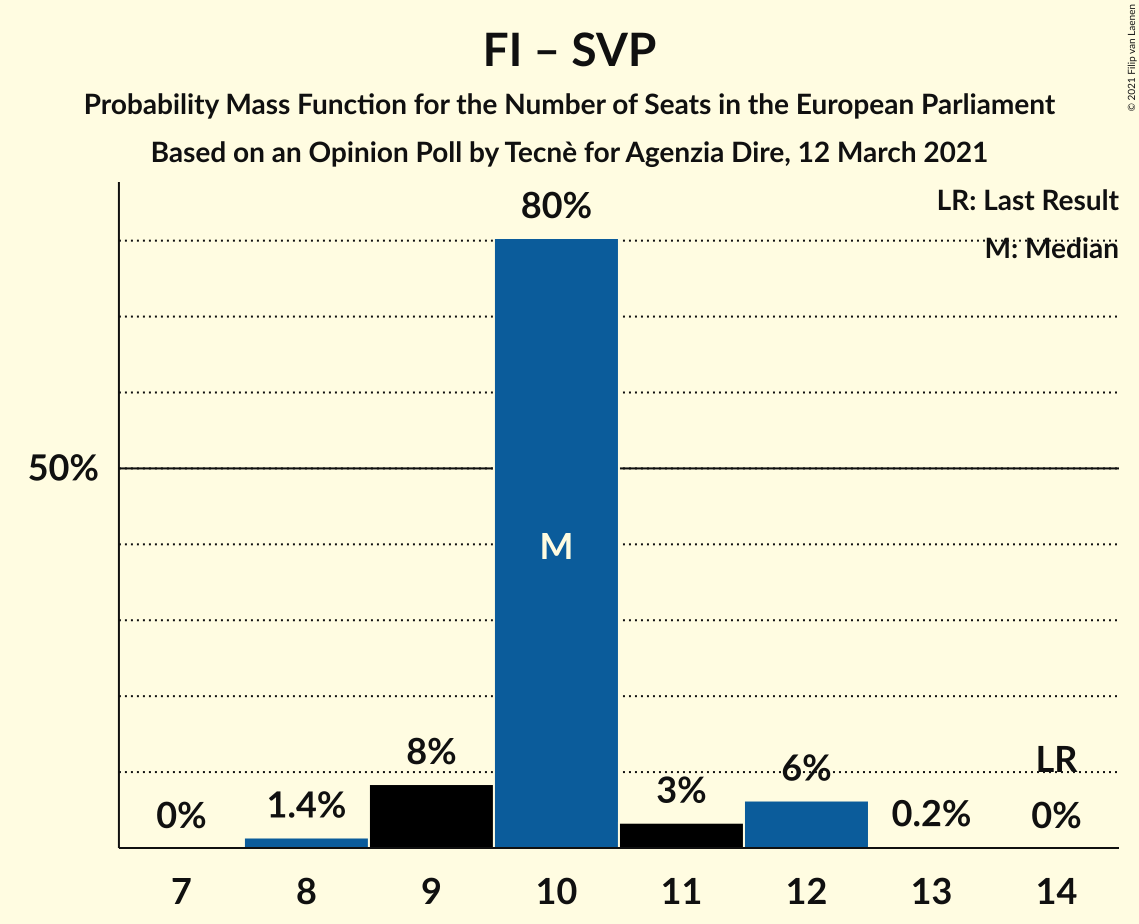 FI – SVP
Probability Mass Function for the Number of Seats in the European Parliament
Based on an Opinion Poll by Tecnè for Agenzia Dire, 12 March 2021
© 2021 Filip van Laenen
LR: Last Result
M: Median
80%
50%
M
8%
1.4%
0%
3%
6%
0.2%
LR
0%
7 8 9 10 11 12 13 14